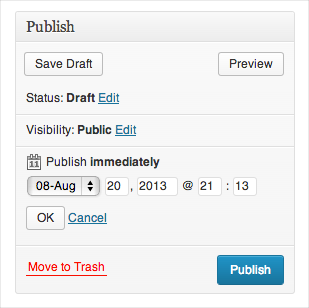 Publish
Save Draft Preview
Status: Draft Edit
Visibility: Public Edit
11 Publish immediately
08-Aug 20 , 2013 @ 21 : 13
OK Cancel
Move to Trash Publish